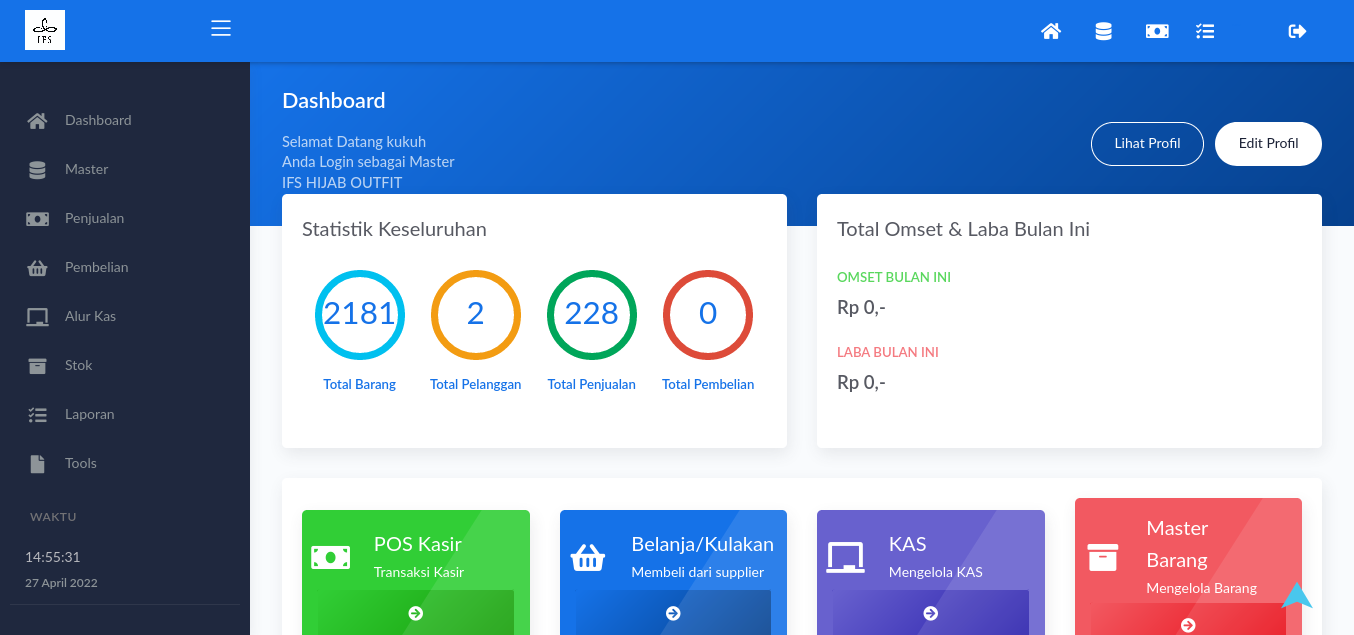 IFS
Dashboard
Master
Penjualan
Pembelian
Alur Kas
Stok
Laporan
Tools
WAKTU
14:55:31
27 April 2022
Dashboard
Selamat Datang kukuh
Anda Login sebagai Master
IFS HIJAB OUTFIT
Lihat Profil
Edit Profil
Statistik Keseluruhan
2181
2
228
0
Total Barang
Total Pelanggan
Total Penjualan
Total Pembelian
Total Omset & Laba Bulan Ini
OMSET BULAN INI
Rp 0,-
LABA BULAN INI
Rp 0,-
POS Kasir
Transaksi Kasir
Belanja/Kulakan
Membeli dari supplier
KAS
Mengelola KAS
Master
Barang
Mengelola Barang